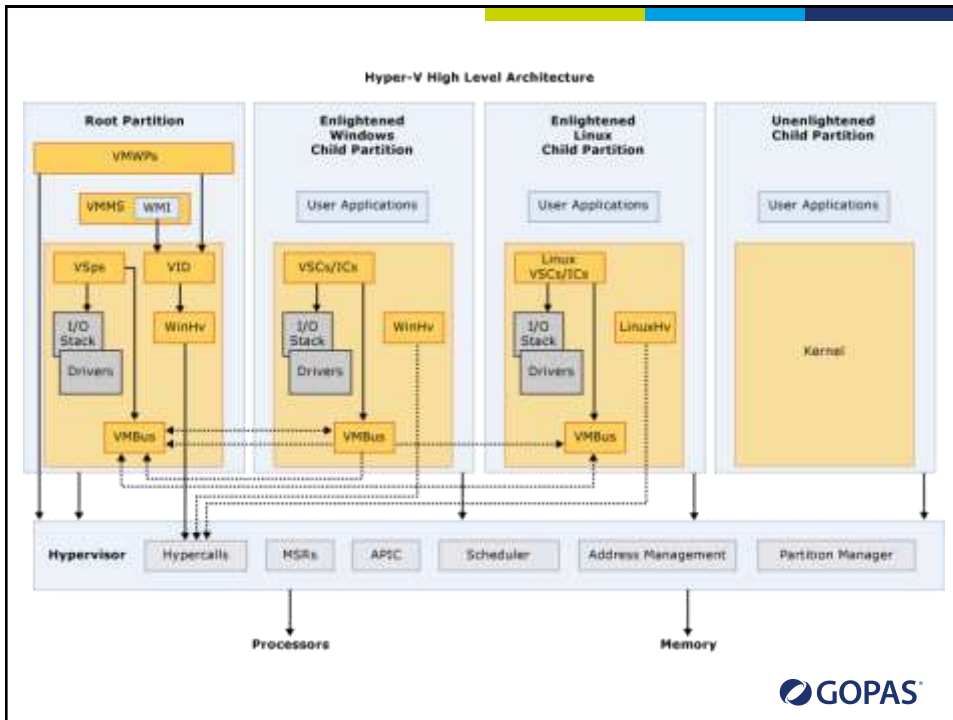 Hyper-V High Level Architecture
Root Partition
VMWPs
VMMS
WMI
VSps
VID
I/O
Stack
Drivers
WinHv
VMBus
Enlightened
Windows
Child Partition
User Applications
VSCs/ICs
I/O
Stack
Drivers
WinHv
VMBus
Enlightened
Linux
Child Partition
User Applications
Linux
VSCs/ICs
I/O
Stack
Drivers
LinuxHv
VMBus
Unenlightened
Child Partition
User Applications
Kernel
Hypervisor
Hypercalls
MSRs
APIC
Scheduler
Address Management
Partition Manager
Processors
Memory
GOPAS